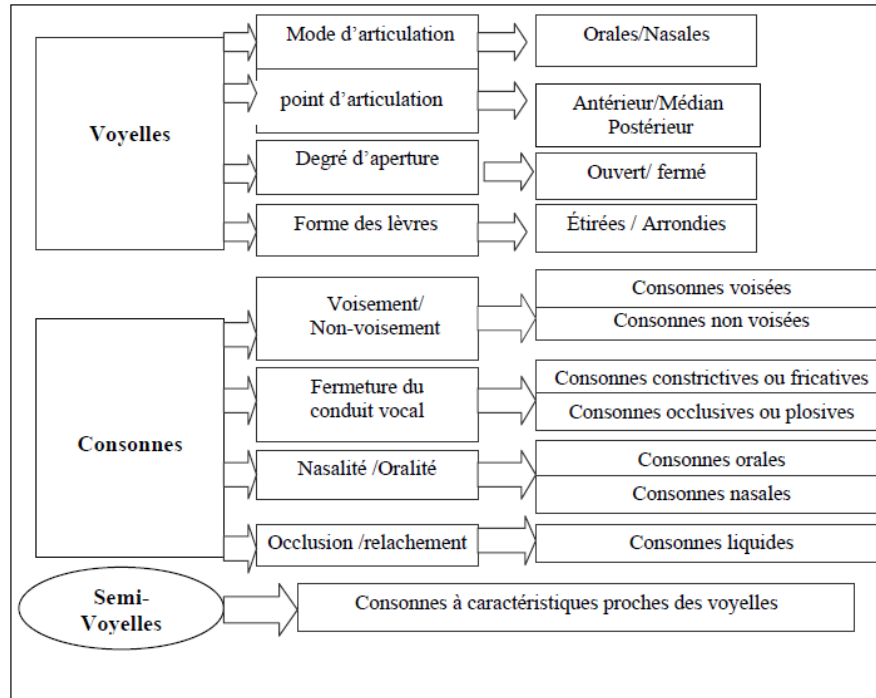 Voyelles
Mode d'articulation
Orales/Nasales
point d'articulation
Antérieur/Médian
Postérieur
Degré d'aperture
Ouvert/ fermé
Forme des lèvres
Étirées / Arrondies
Consonnes
Voisement/
Non-voisement
Consonnes voisées
Consonnes non voisées
Fermeture du
conduit vocal
Consonnes constrictives ou fricatives
Consonnes occlusives ou plosives
Nasalité /Oralité
Consonnes orales
Consonnes nasales
Occlusion /relachement
Consonnes liquides
Semi-
Voyelles
Consonnes à caractéristiques proches des voyelles